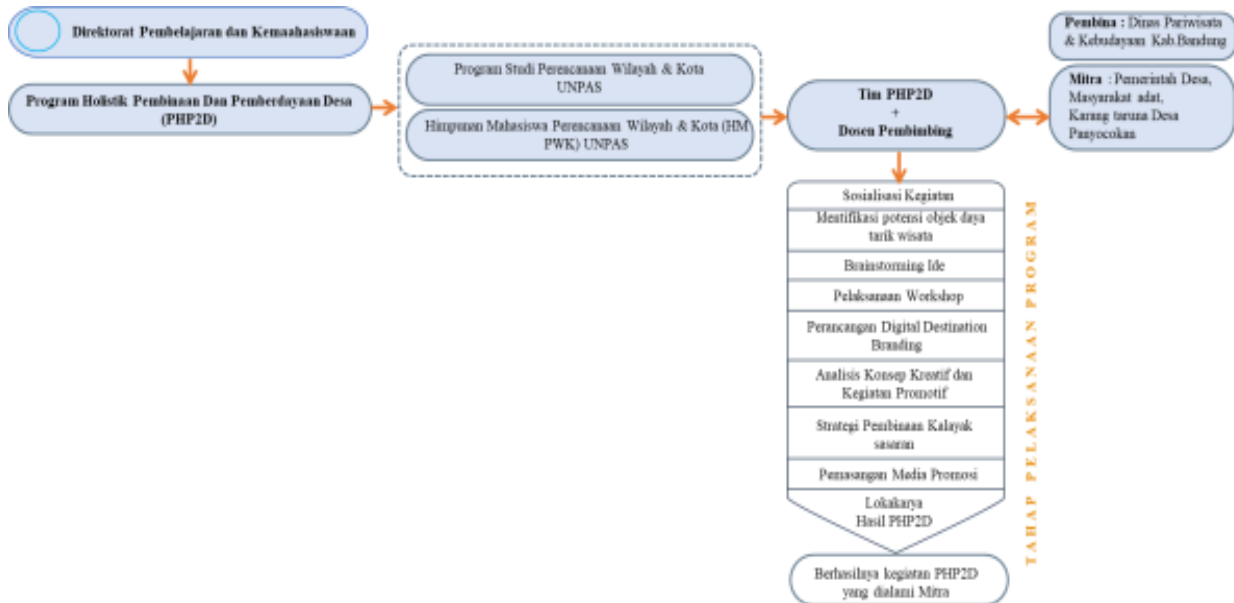 Direktorat Pembelajaran dan Kemaahasiswaan
Program Holistik Pembinaan Dan Pemberdayaan Desa
(PHP2D)
Program Studi Perencanaan Wilayah & Kota
UNPAS
Himpunan Mahasiswa Perencanaan Wilayah & Kota (HM
PWK) UNPAS
Tim PHP2D
+
Dosen Pembimbing
Pembina : Dinas Pariwisata
& Kebudayaan Kab.Bandung
Mitra : Pemerintah Desa,
Masyarakat adat,
Karang taruna Desa
Panyocokan
Sosialisasi Kegiatan
Identifikasi potensi objek daya
tarik wisata
Brainstorming Ide
Pelaksanaan Workshop
Perancangan Digital Destination
Branding
Analisis Konsep Kreatif dan
Kegiatan Promotif
Strategi Pembinaan Kalayak
sasaran
Pemasangan Media Promosi
Lokakarya
Hasil PHP2D
Berhasilnya kegiatan PHP2D
yang dialami Mitra
TAHAP PELAKSANAAN PROGRAM